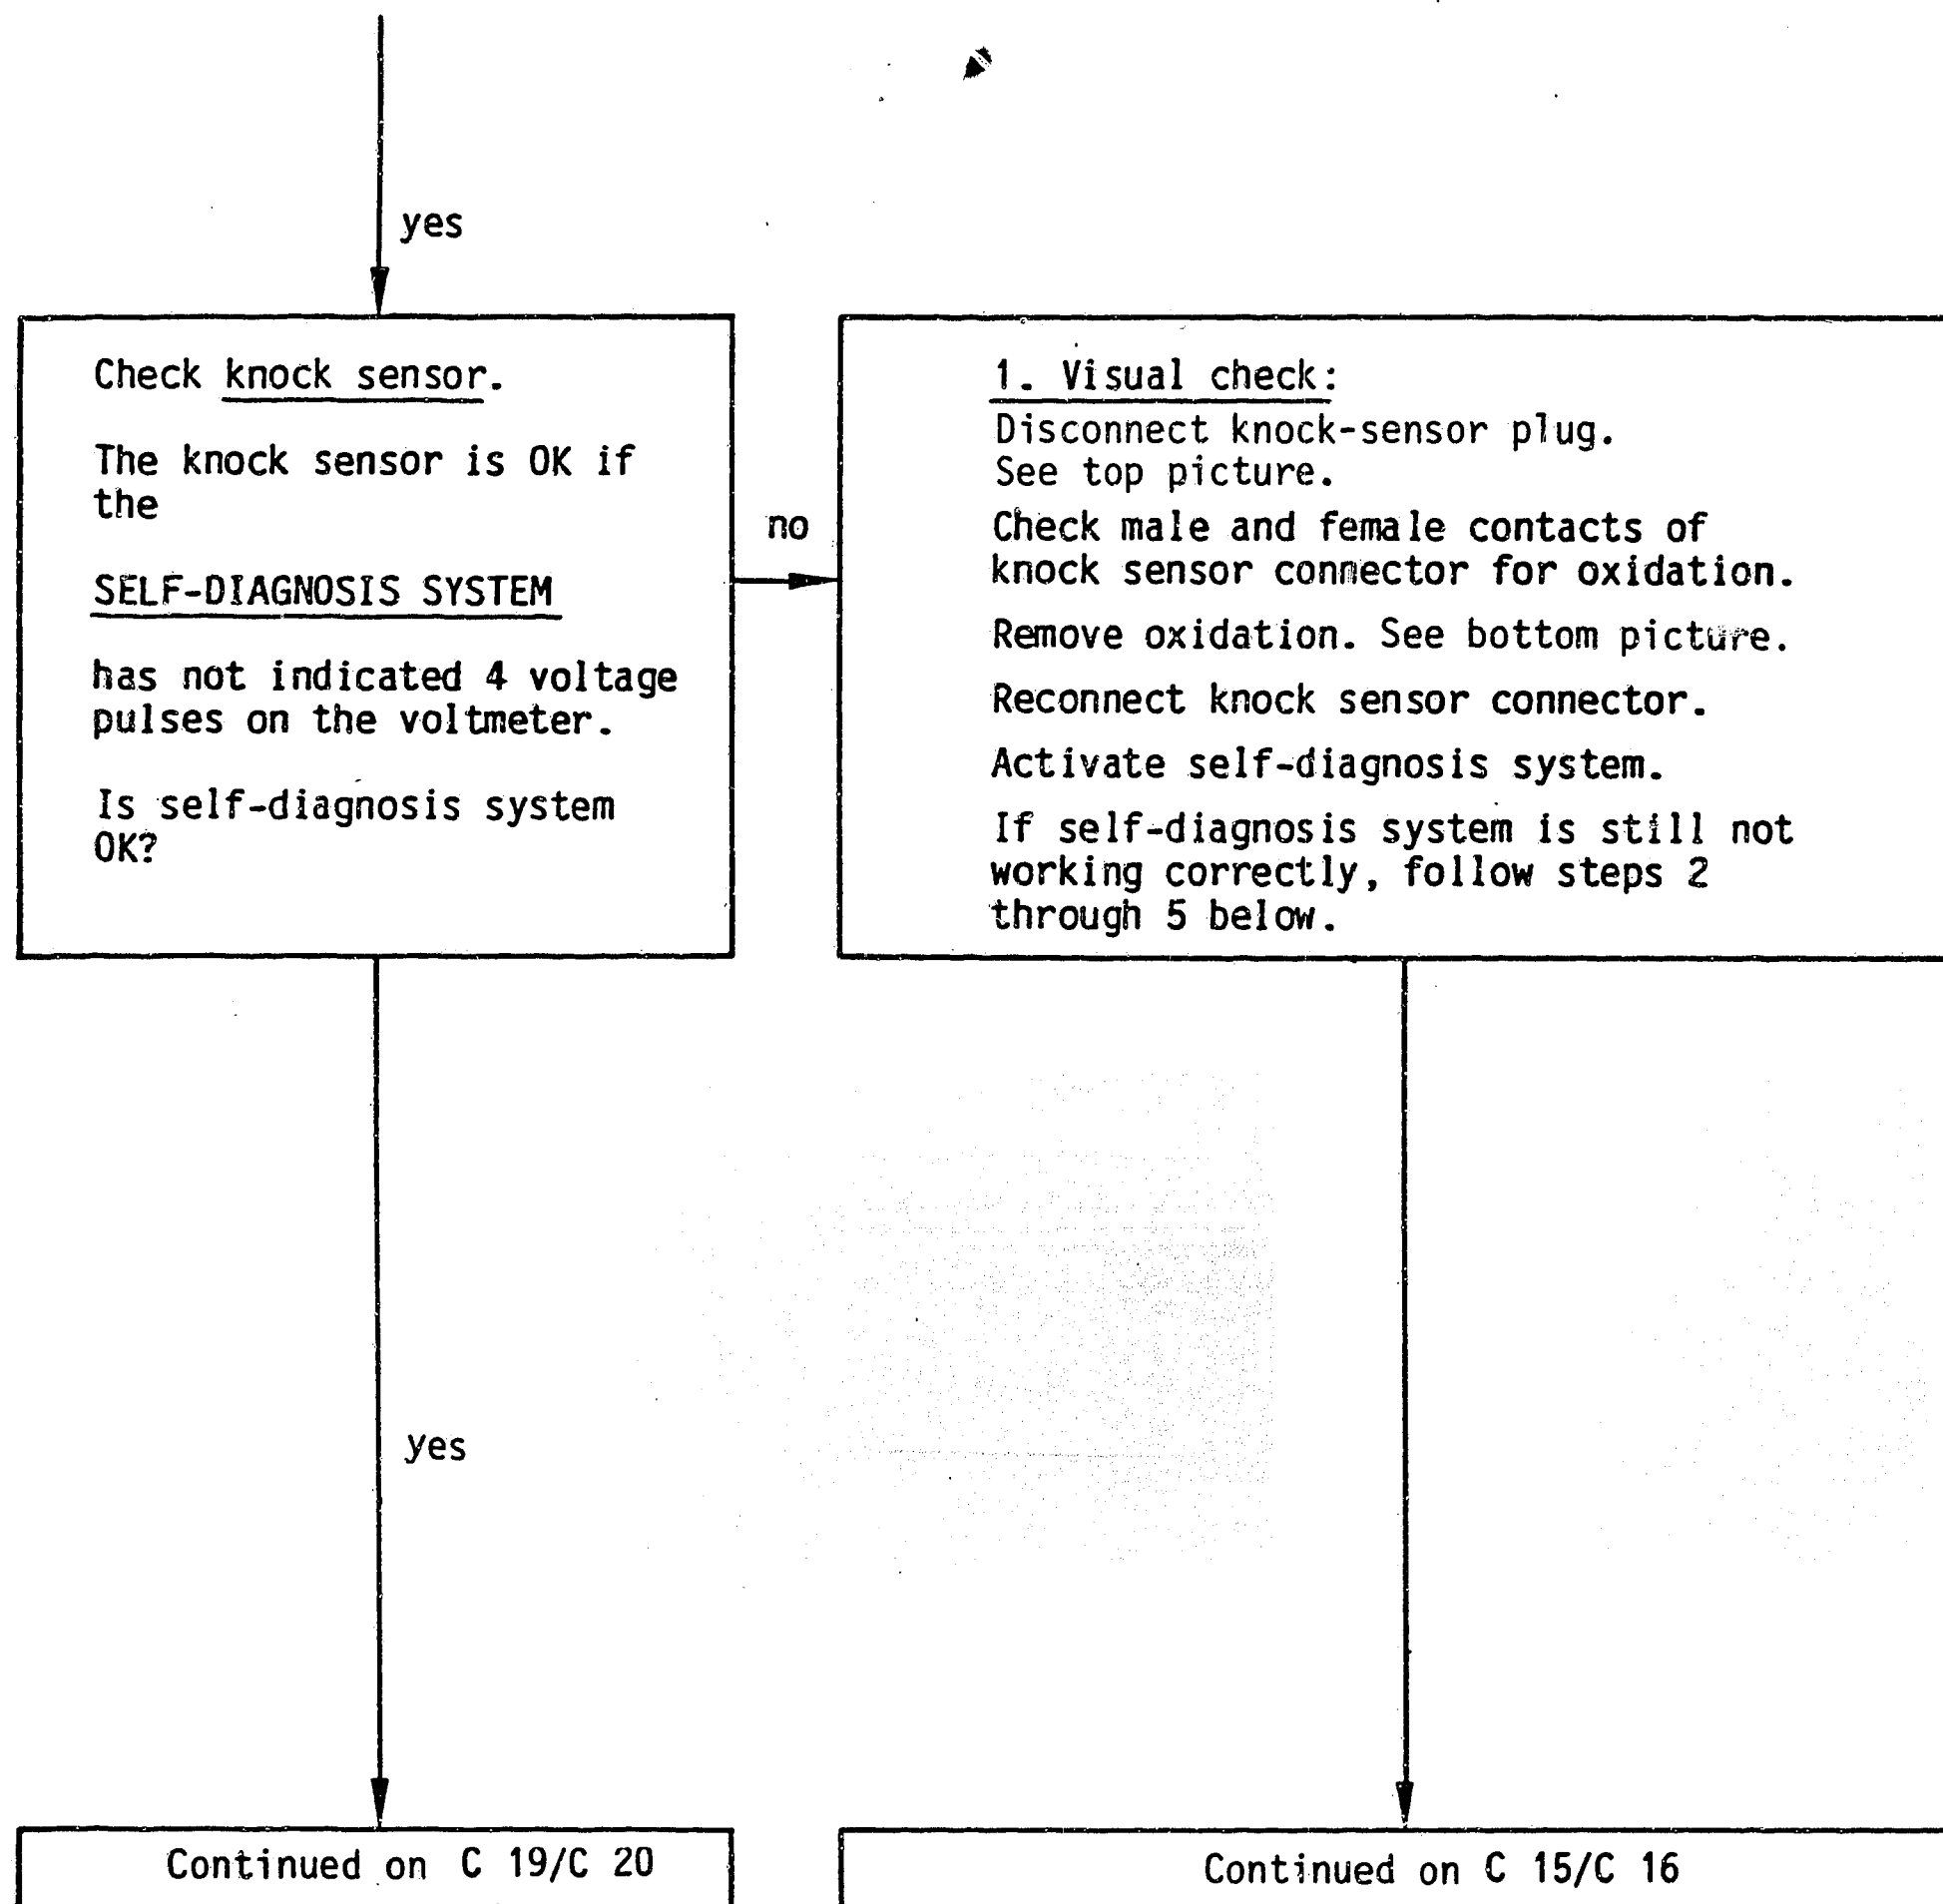 yes
Check knock sensor.
The knock sensor is OK if
the
SELF-DIAGNOSIS SYSTEM
has not indicated 4 voltage
pulses on the voltmeter.
Is self-diagnosis system
OK?
no
1. Visual check:
Disconnect knock-sensor plug.
See top picture.
Check male and female contacts of
knock sensor connector for oxidation.
Remove oxidation. See bottom picture.
Reconnect knock sensor connector.
Activate self-diagnosis system.
If self-diagnosis system is still not
working correctly, follow steps 2
through 5 below.
yes
Continued on C 19/C 20
Continued on C 15/C 16